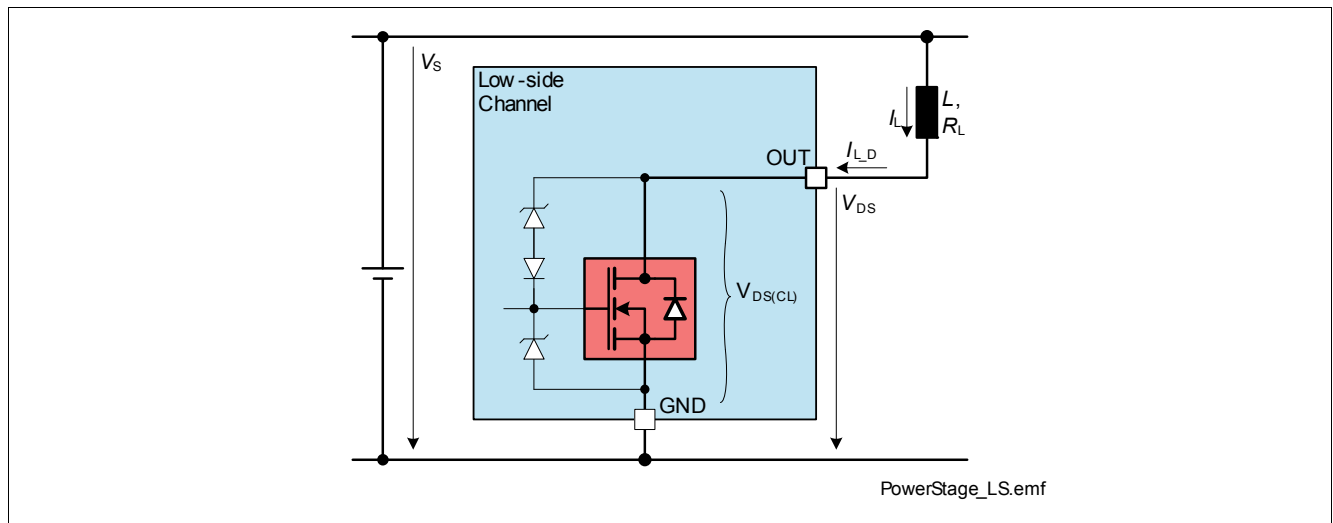 VS
Low-side
Channel
L,
IL
RL
OUT
IL_D
VDS
VDS(CL)
GND
PowerStage_LS.emf